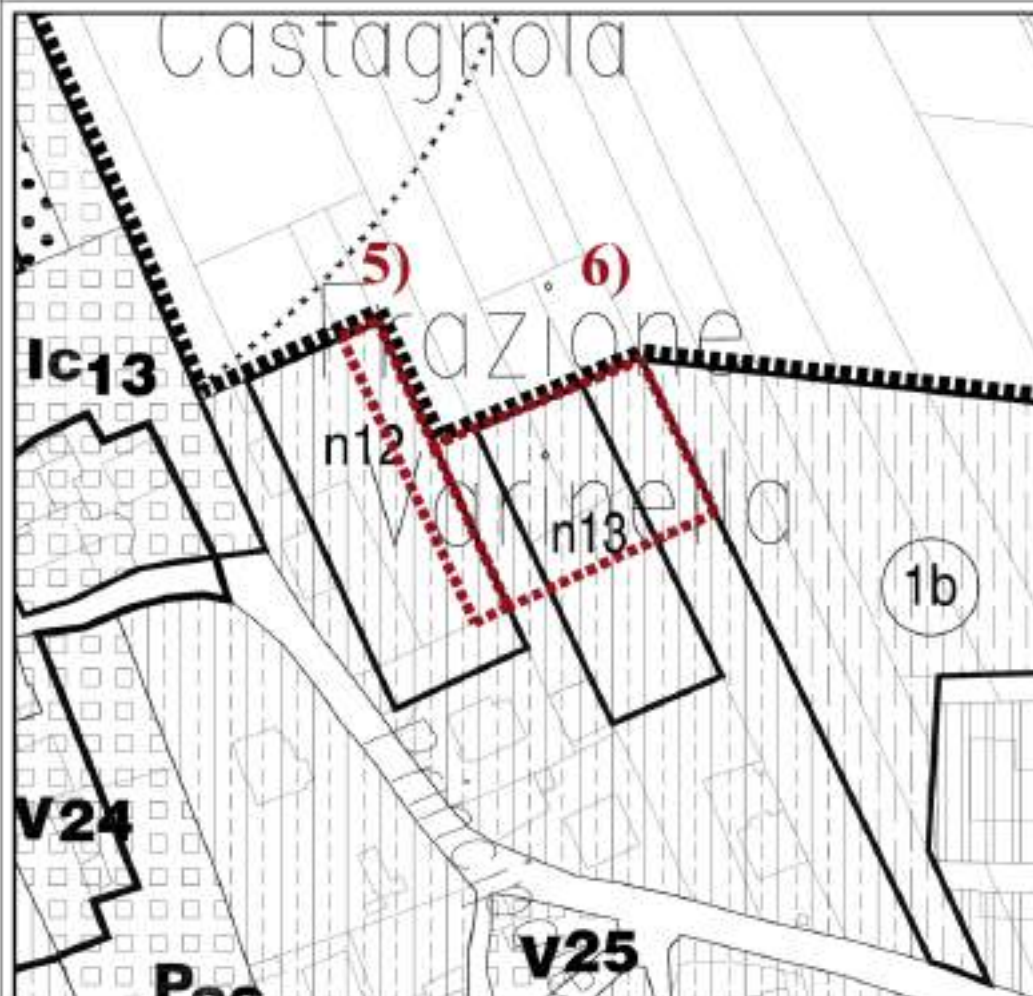 Castagnola
5) 6)
Frazione
Ic13
n12
Varinella
n13
1b
V24
V25